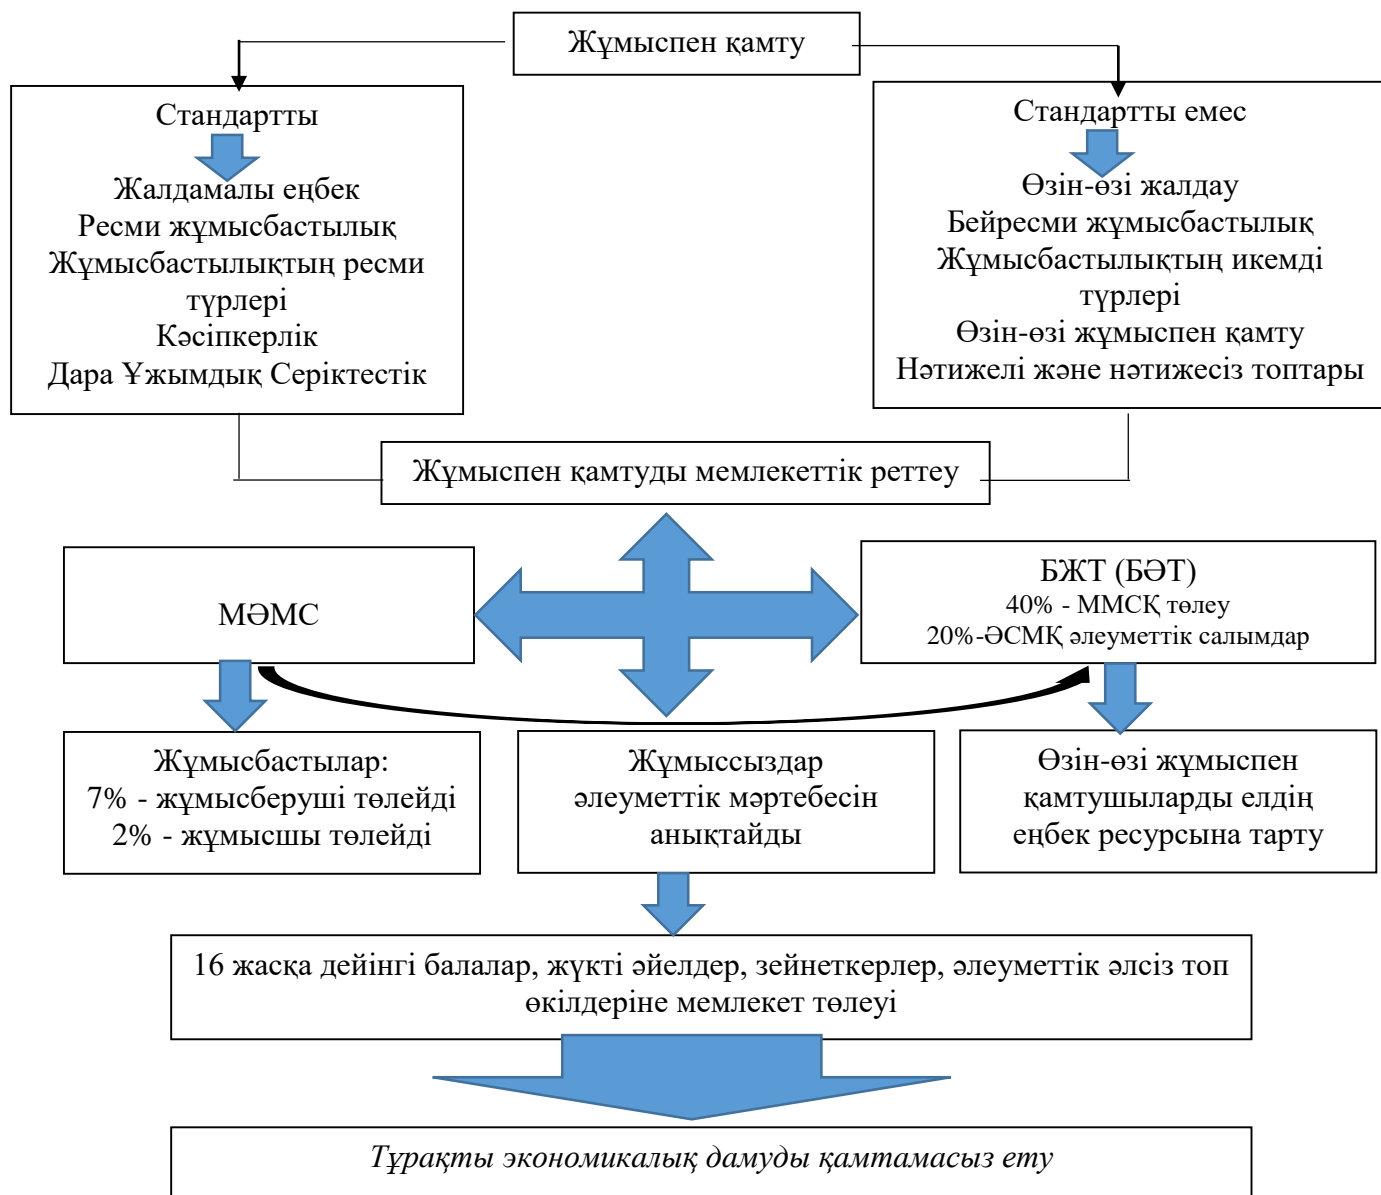 Жұмыспен қамту
Стандартты
Жалдамалы еңбек
Ресми жұмысбастылық
Жұмысбастылықтың ресми
түрлері
Кәсіпкерлік
Дара Ұжымдық Серіктестік
Стандартты емес
Өзін-өзі жалдау
Бейресми жұмысбастылық
Жұмысбастылықтың икемді
түрлері
Өзін-өзі жұмыспен қамту
Нәтижелі және нәтижесіз топтары
Жұмыспен қамтуды мемлекеттік реттеу
МӘМС
БЖТ (БӘТ)
40% - ММСҚ төлеу
20%-ӘСМҚ әлеуметтік салымдар
Жұмысбастылар:
7% - жұмысберуші төлейді
2% - жұмысшы төлейді
Жұмыссыздар
әлеуметтік мәртебесін
анықтайды
Өзін-өзі жұмыспен
қамтушыларды елдің
еңбек ресурсына тарту
16 жасқа дейінгі балалар, жүкті әйелдер, зейнеткерлер, әлеуметтік әлсіз топ
өкілдеріне мемлекет төлеуі
Тұрақты экономикалық дамуды қамтамасыз ету